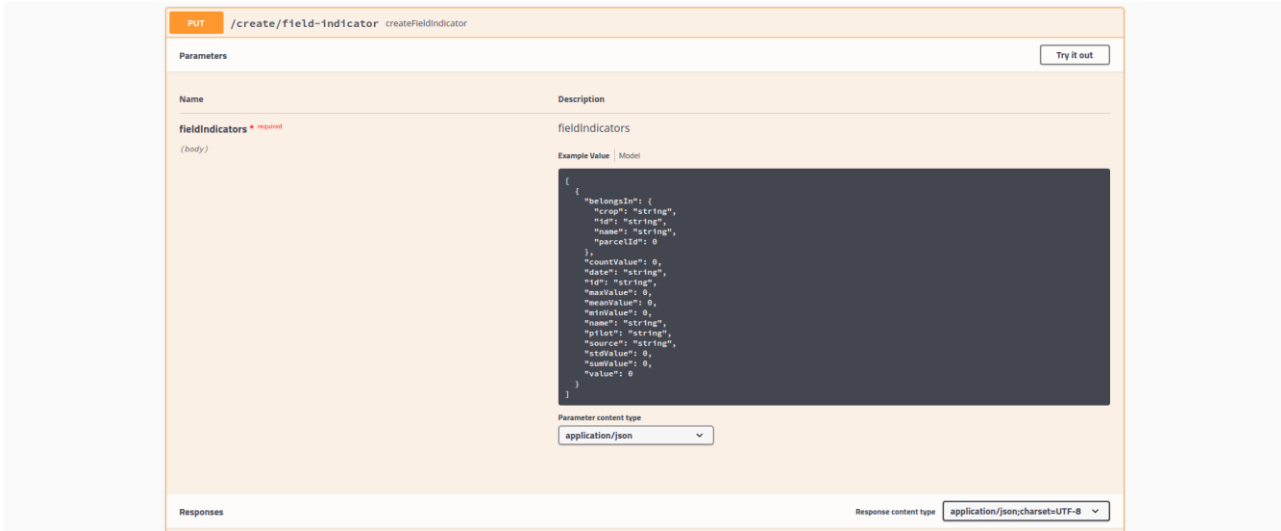 PUT /create/field-indicator createFieldIndicator
Parameters Try it out
Name Description
fieldIndicators * required fieldIndicators
(body)
Example Value Model
[
  {
    "belongsIn": {
      "crop": "string",
      "id": "string",
      "name": "string",
      "parcelId": 0
    },
    "countValue": 0,
    "date": "string",
    "id": "string",
    "maxValue": 0,
    "meanValue": 0,
    "minValue": 0,
    "name": "string",
    "pilot": "string",
    "source": "string",
    "stdValue": 0,
    "sumValue": 0,
    "value": 0
  }
]
Parameter content type
application/json
Responses Response content type application/json;charset=UTF-8